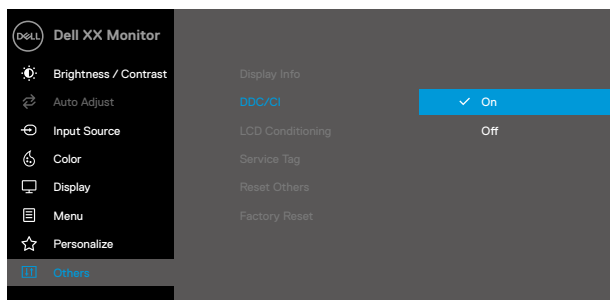 DELL
Dell XX Monitor
Brightness / Contrast
Auto Adjust
Input Source
Color
Display
Menu
Personalize
Others
Display Info
DDC/CI
LCD Conditioning
Service Tag
Reset Others
Factory Reset
On
Off